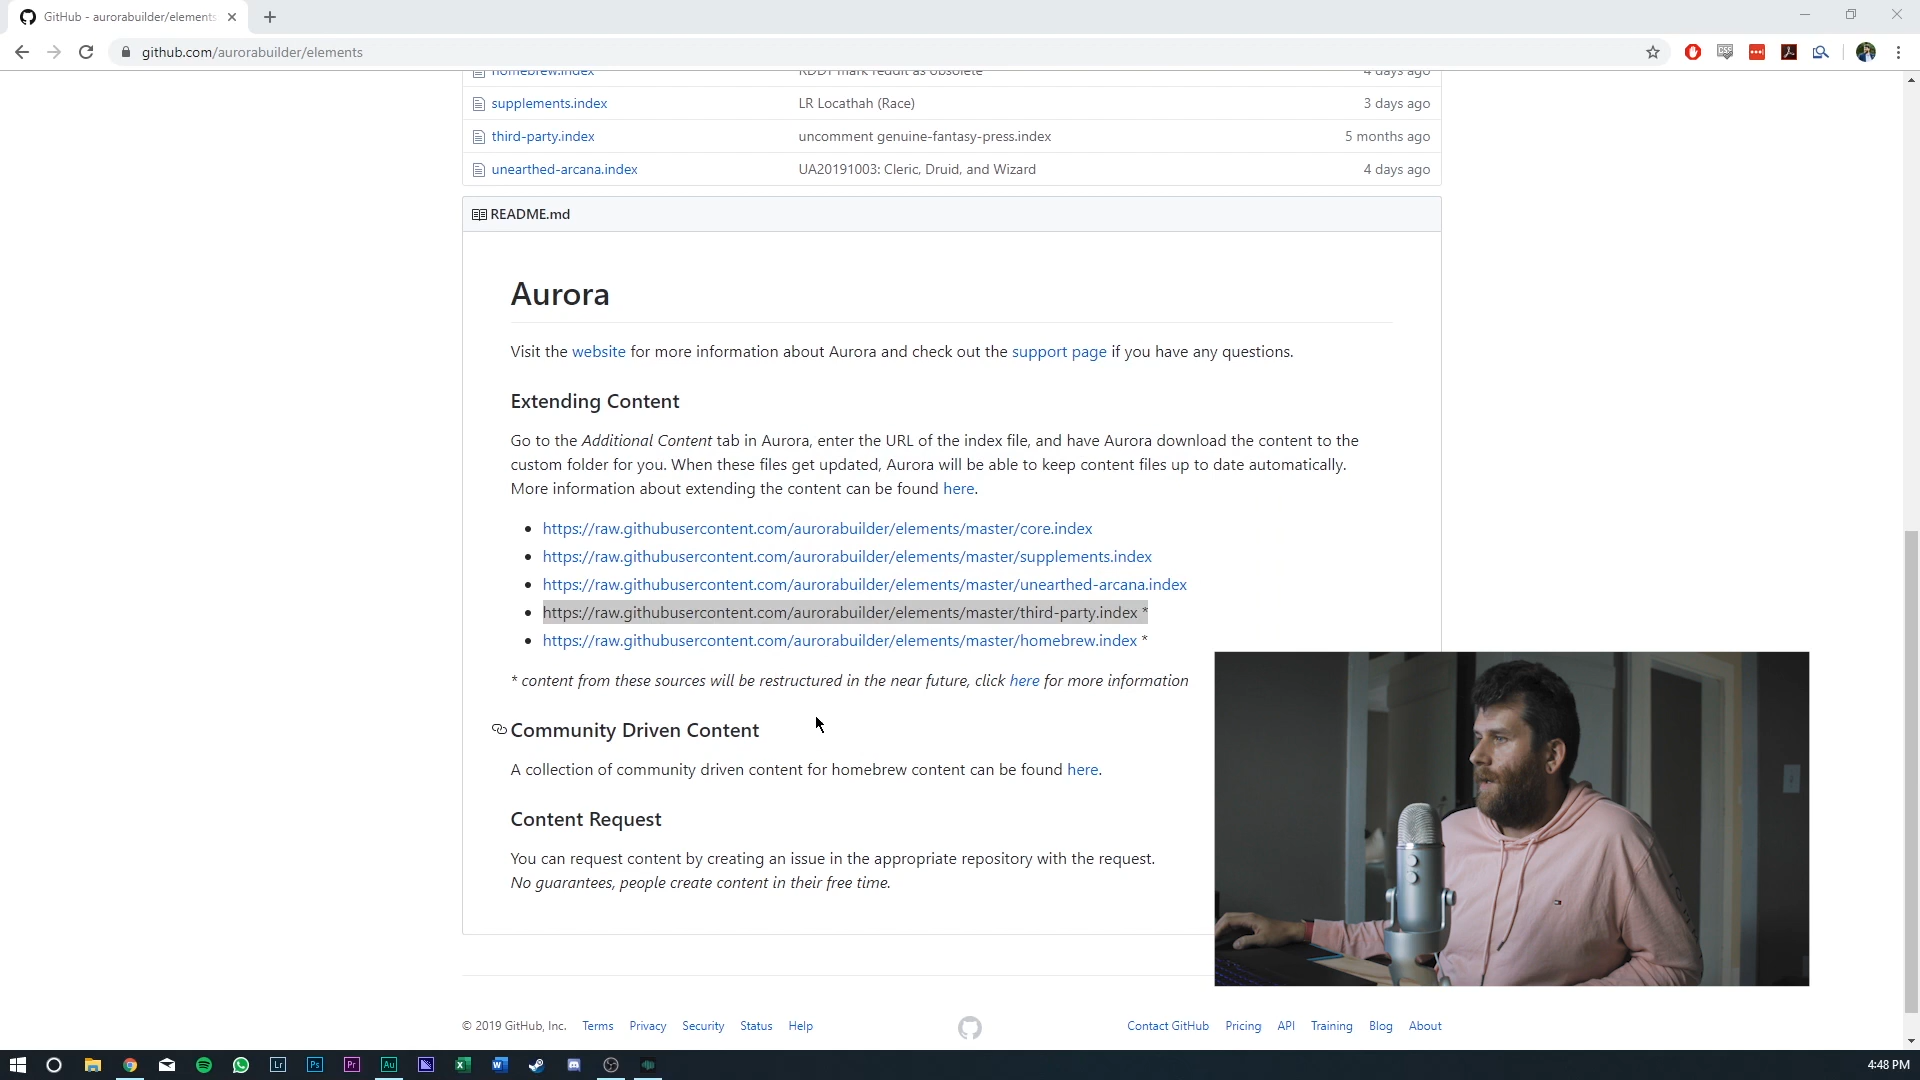 GitHub - aurorabuilder/elements
github.com/aurorabuilder/elements
homebrew.index RDDT mark reddit as obsolete 4 days ago
supplements.index LR Locathah (Race) 3 days ago
third-party.index uncomment genuine-fantasy-press.index 5 months ago
unearthed-arcana.index UA20191003: Cleric, Druid, and Wizard 4 days ago
README.md
Aurora
Visit the website for more information about Aurora and check out the support page if you have any questions.
Extending Content
Go to the Additional Content tab in Aurora, enter the URL of the index file, and have Aurora download the content to the
custom folder for you. When these files get updated, Aurora will be able to keep content files up to date automatically.
More information about extending the content can be found here.
https://raw.githubusercontent.com/aurorabuilder/elements/master/core.index
https://raw.githubusercontent.com/aurorabuilder/elements/master/supplements.index
https://raw.githubusercontent.com/aurorabuilder/elements/master/unearthed-arcana.index
https://raw.githubusercontent.com/aurorabuilder/elements/master/third-party.index *
https://raw.githubusercontent.com/aurorabuilder/elements/master/homebrew.index *
* content from these sources will be restructured in the near future, click here for more information
Community Driven Content
A collection of community driven content for homebrew content can be found here.
Content Request
You can request content by creating an issue in the appropriate repository with the request.
No guarantees, people create content in their free time.
© 2019 GitHub, Inc. Terms Privacy Security Status Help Contact GitHub Pricing API Training Blog About
Lr Ps Pr Au X W 4:48 PM